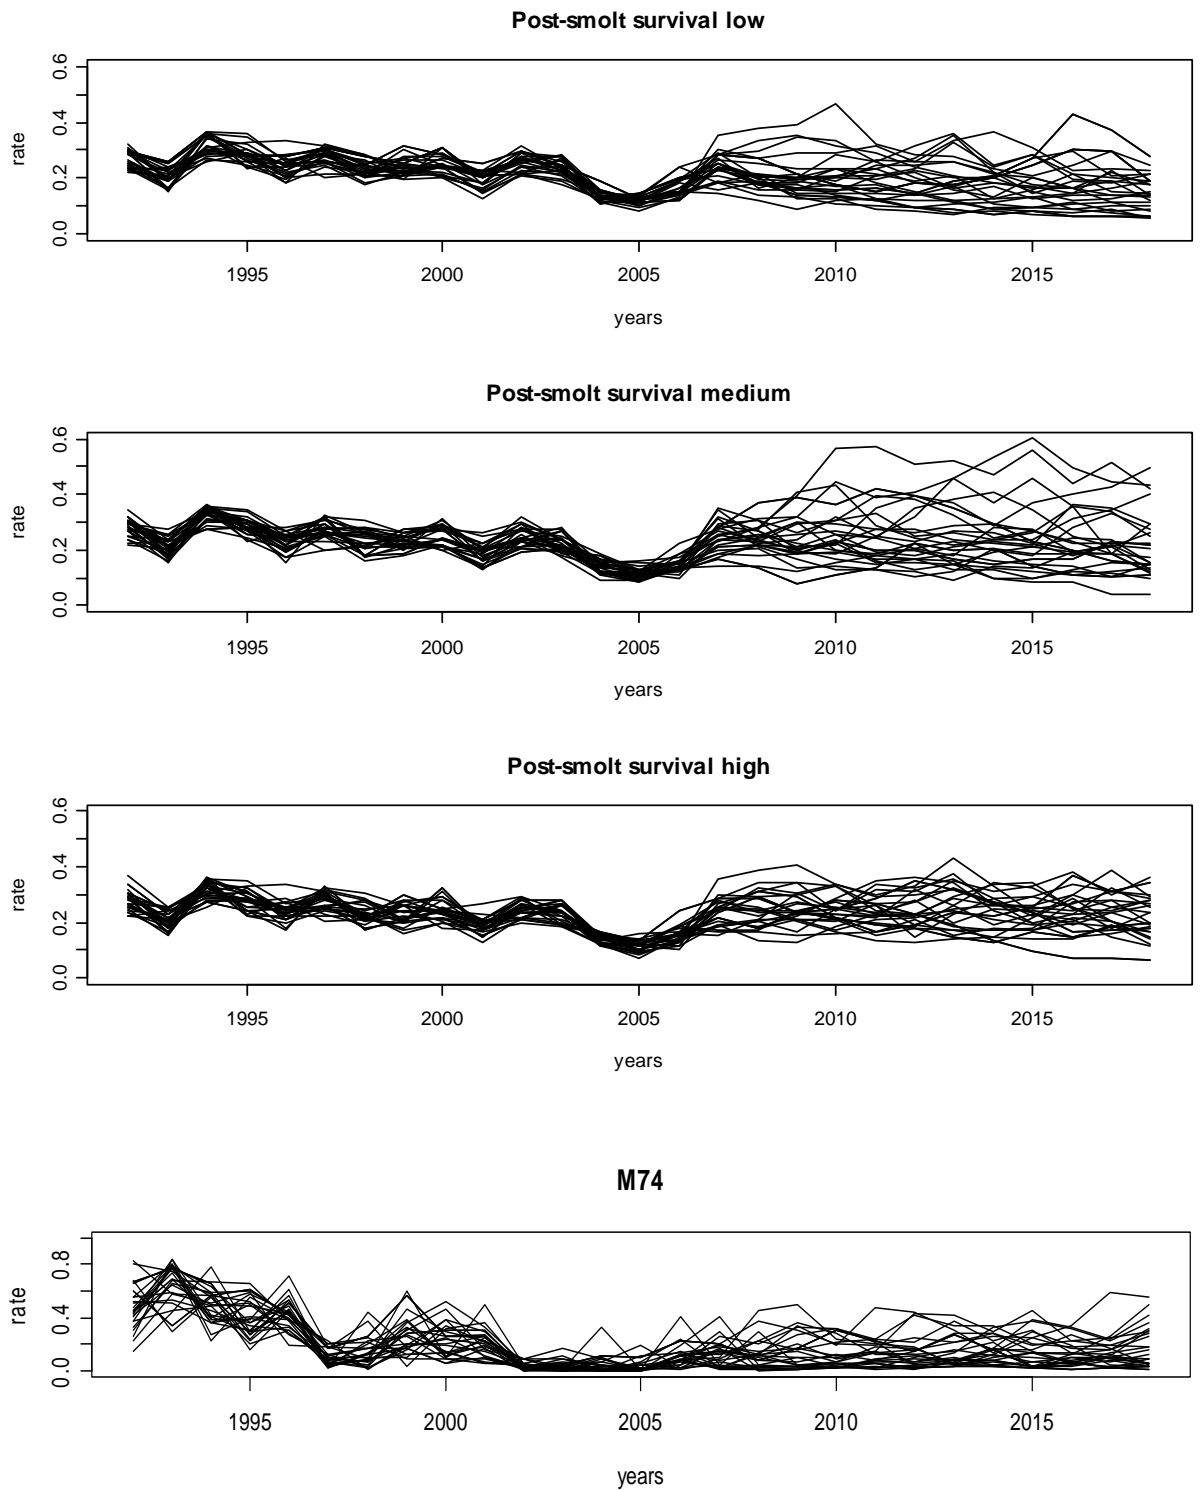 Post-smolt survival low
rate
0.0 0.2 0.4 0.6
1995 2000 2005 2010 2015
years
Post-smolt survival medium
rate
0.0 0.2 0.4 0.6
1995 2000 2005 2010 2015
years
Post-smolt survival high
rate
0.0 0.2 0.4 0.6
1995 2000 2005 2010 2015
years
M74
rate
0.0 0.4 0.8
1995 2000 2005 2010 2015
years